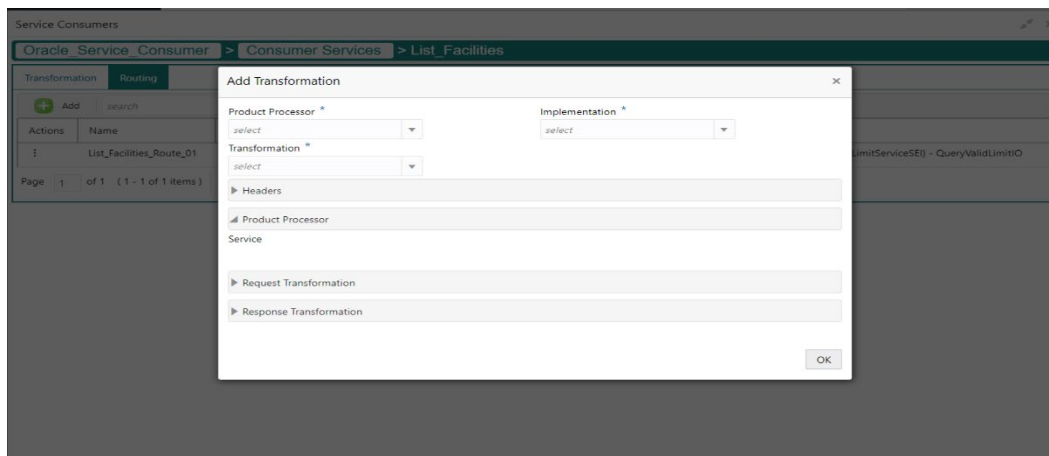 Service Consumers
Oracle_Service_Consumer > Consumer Services > List_Facilities
Transformation Routing
Add search
Actions Name
List_Facilities_Route_01
LimitServiceSEI) - QueryValidLimitIO
Page 1 of 1 ( 1 - 1 of 1 items )
Add Transformation ×
Product Processor * Implementation *
select select
Transformation *
select
Headers
Product Processor
Service
Request Transformation
Response Transformation
OK